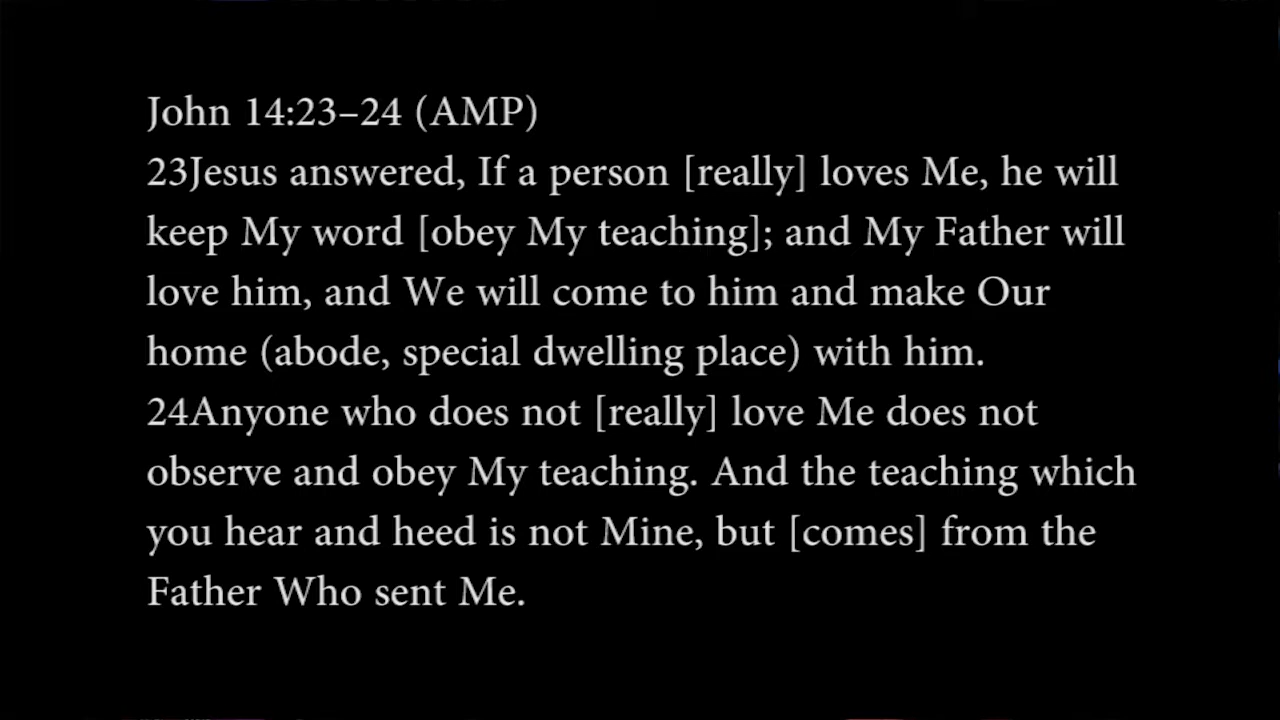 John 14:23–24 (AMP)
23Jesus answered, If a person [really] loves Me, he will
keep My word [obey My teaching]; and My Father will
love him, and We will come to him and make Our
home (abode, special dwelling place) with him.
24Anyone who does not [really] love Me does not
observe and obey My teaching. And the teaching which
you hear and heed is not Mine, but [comes] from the
Father Who sent Me.